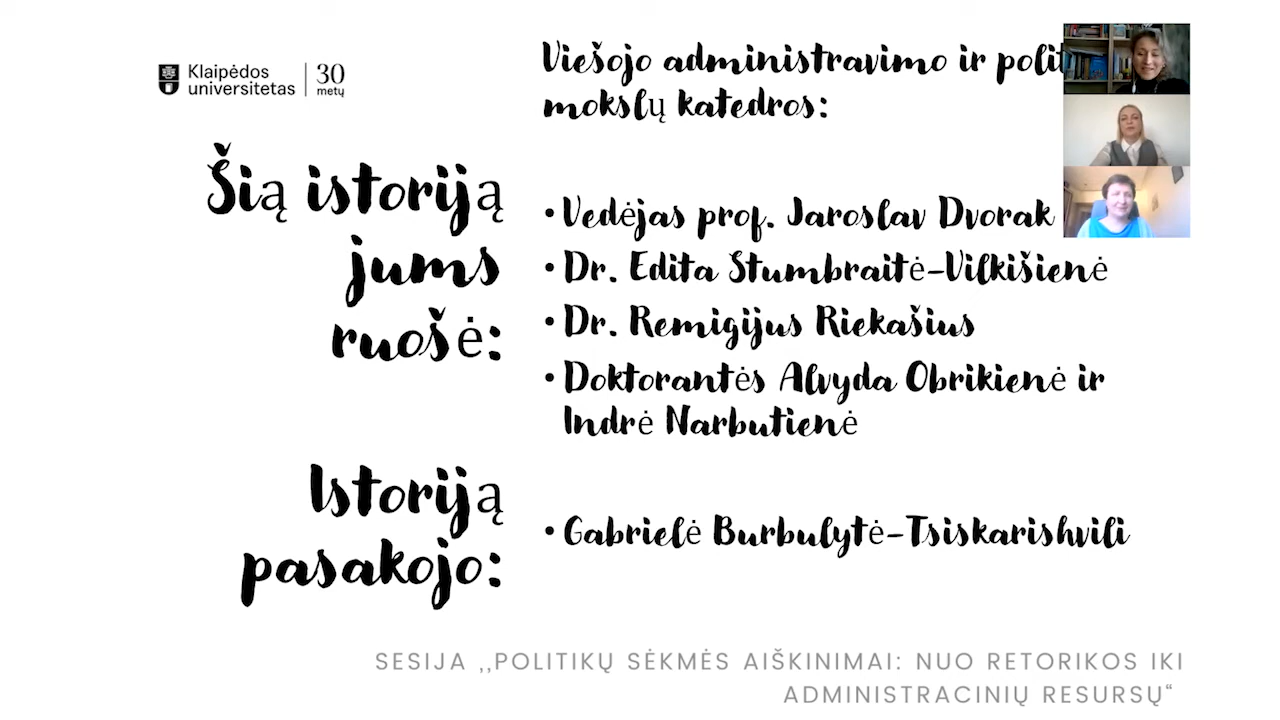 Klaipėdos
universitetas
30
metų
Šią istoriją
jums
ruošė:
Viešojo administravimo ir
mokslų katedros:
• Vedėjas prof. Jaroslav Dvorak
• Dr. Edita Stumbraitė-Vilkišienė
• Dr. Remigijus Riekašius
• Doktorantės Alvyda Obrikienė ir
Indrė Narbutienė
Istoriją
pasakojo:
• Gabrielė Burbulytė-Tsiskarishvili
SESIJA ,,POLITIKŲ SĖKMĖS AIŠKINIMAI: NUO RETORIKOS IKI
ADMINISTRACINIŲ RESURSŲ“